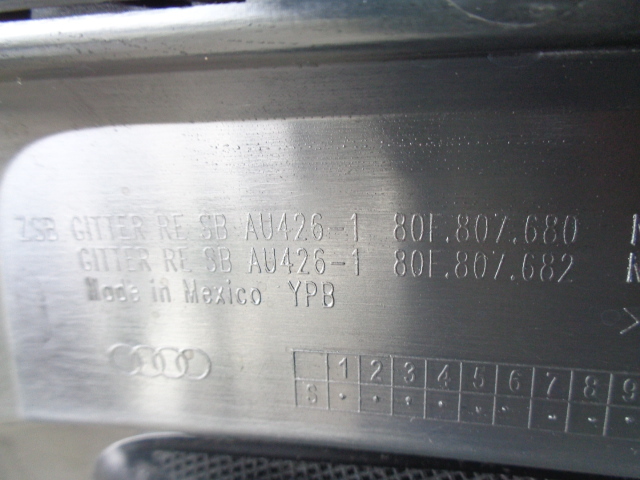 ZSB GITTER RE SB AU426-1 80F.807.680
GITTER RE SB AU426-1 80F.807.682
Made in Mexico YPB
>
1 2 3 4 5 6 7 8 9
S